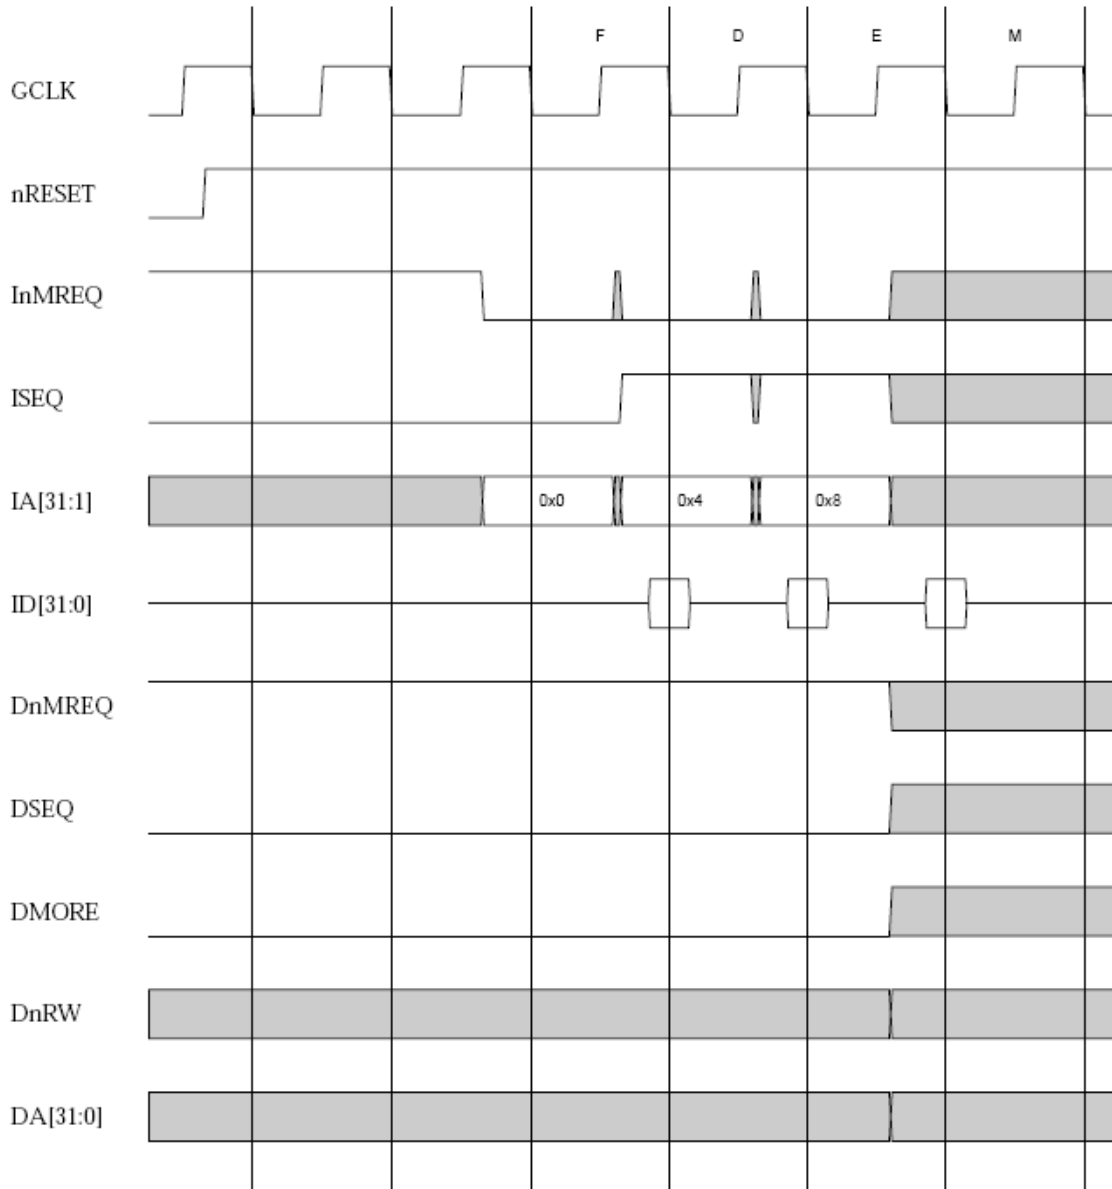 F D E M
GCLK
nRESET
InMREQ
ISEQ
IA[31:1] 0x0 0x4 0x8
ID[31:0]
DnMREQ
DSEQ
DMORE
DnRW
DA[31:0]